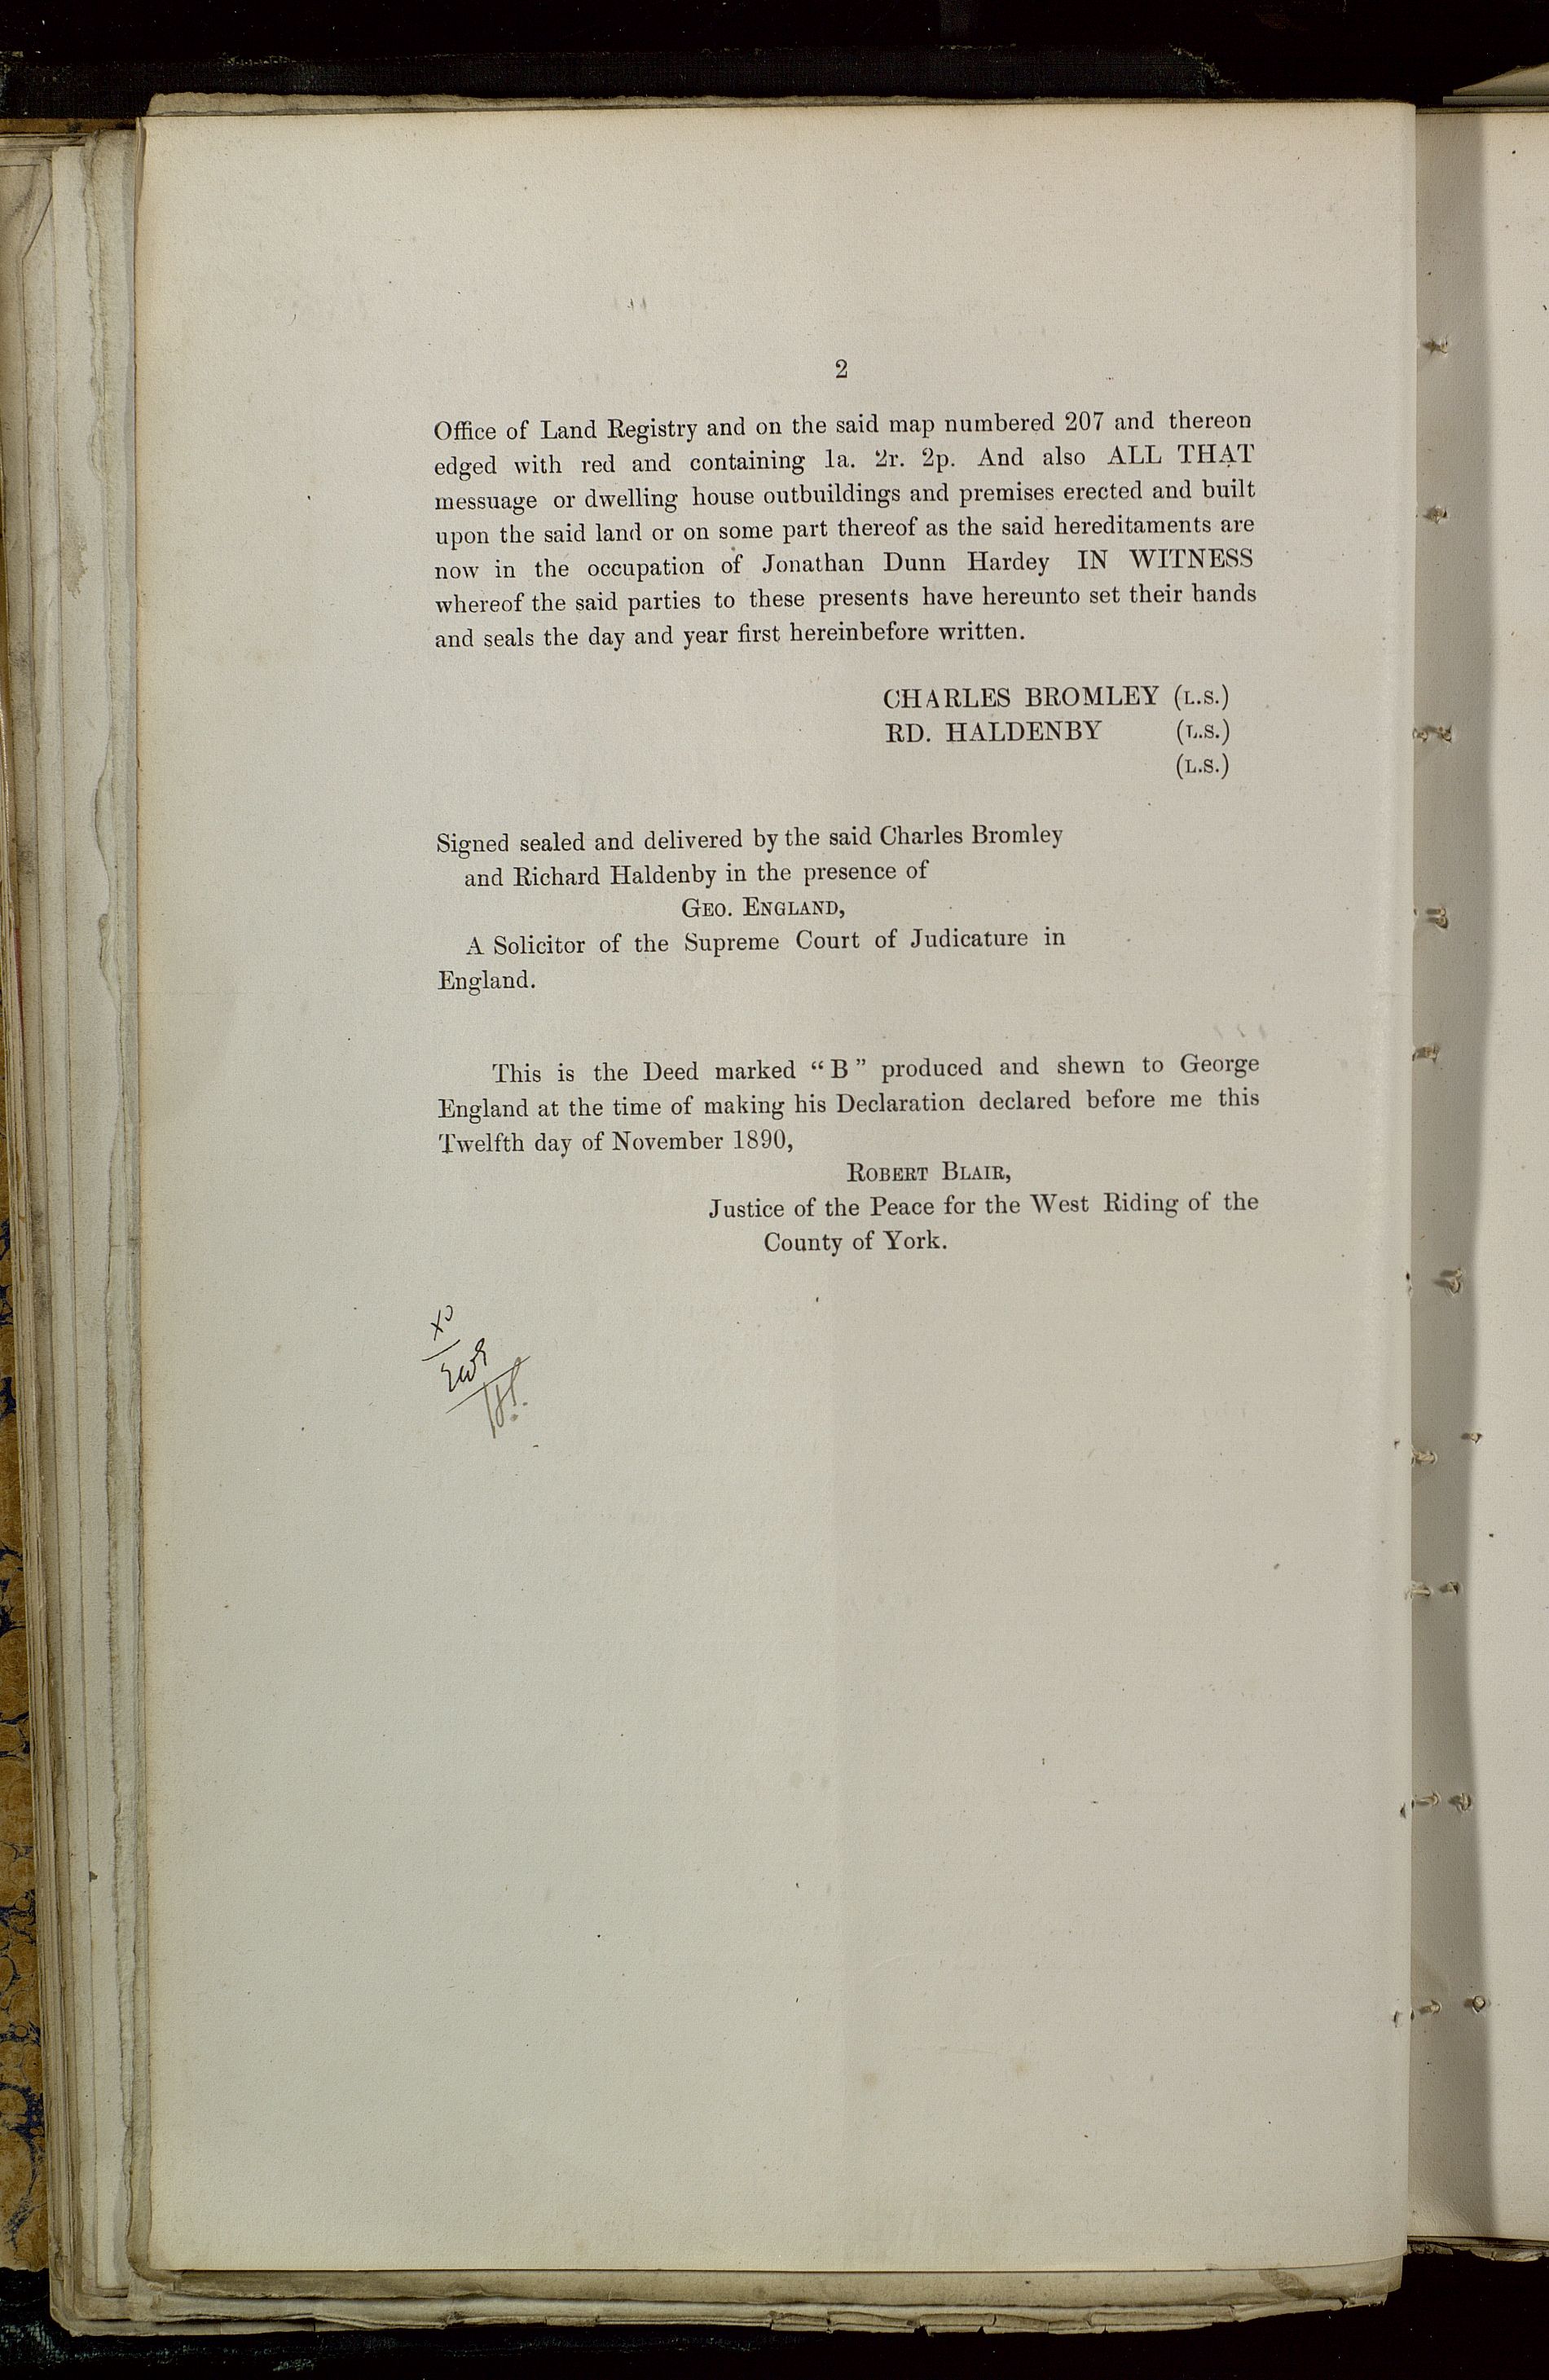 2
Office of Land Registry and on the said map numbered 207 and thereon
edged with red and containing 1a. 2r. 2p. And also ALL THAT
messuage or dwelling house outbuildings and premises erected and built
upon the said land or on some part thereof as the said hereditaments are
now in the occupation of Jonathan Dunn Hardey IN WITNESS
whereof the said parties to these presents have hereunto set their hands
and seals the day and year first hereinbefore written.
CHARLES BROMLEY (L.S.)
RD. HALDENBY (L.S.)
(L.S.)
Signed sealed and delivered by the said Charles Bromley
and Richard Haldenby in the presence of
GEO. ENGLAND,
A Solicitor of the Supreme Court of Judicature in
England.
This is the Deed marked “B” produced and shewn to George
England at the time of making his Declaration declared before me this
Twelfth day of November 1890,
ROBERT BLAIR,
Justice of the Peace for the West Riding of the
County of York.